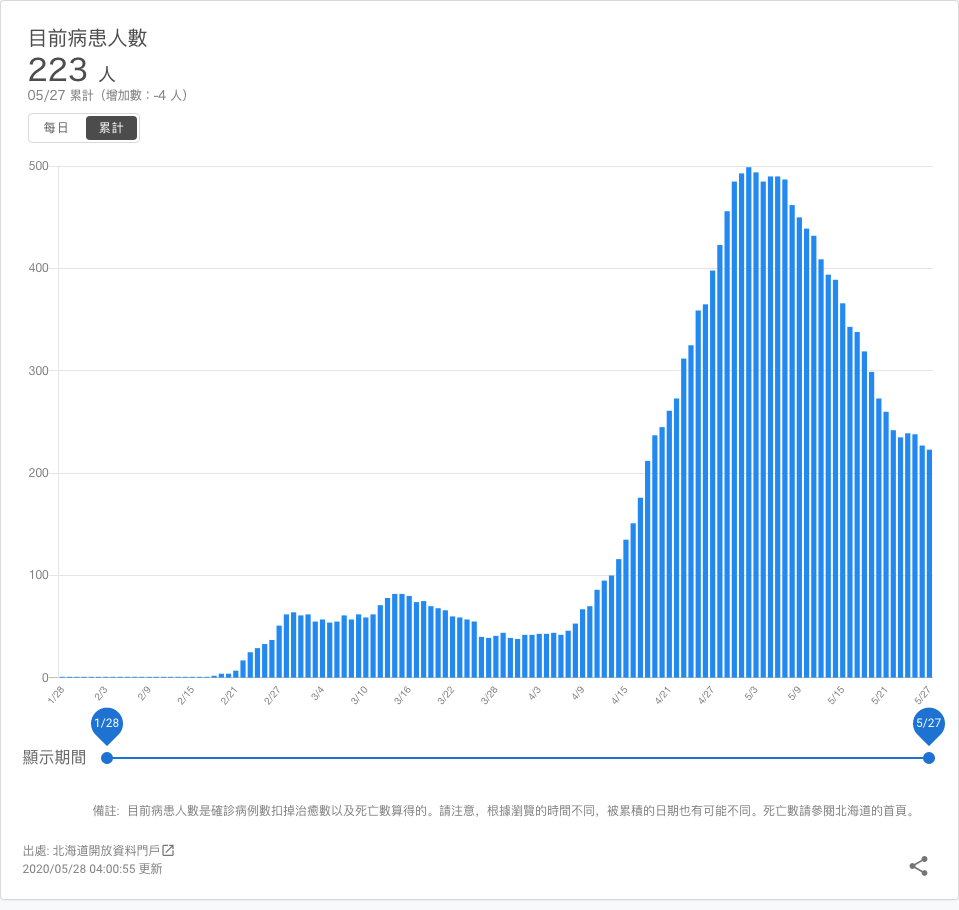 目前病患人數
223 人
05/27 累計（增加數：-4 人）
每日 累計
500
400
300
200
100
0
1/28 2/3 2/9 2/15 2/21 2/27 3/4 3/10 3/16 3/22 3/28 4/3 4/9 4/15 4/21 4/27 5/3 5/9 5/15 5/21 5/27
1/28 5/27
顯示期間
備註: 目前病患人數是確診病例數扣掉治癒數以及死亡數算得的。請注意，根據瀏覽的時間不同，被累積的日期也有可能不同。死亡數請參閱北海道的首頁。
出處: 北海道開放資料門戶
2020/05/28 04:00:55 更新